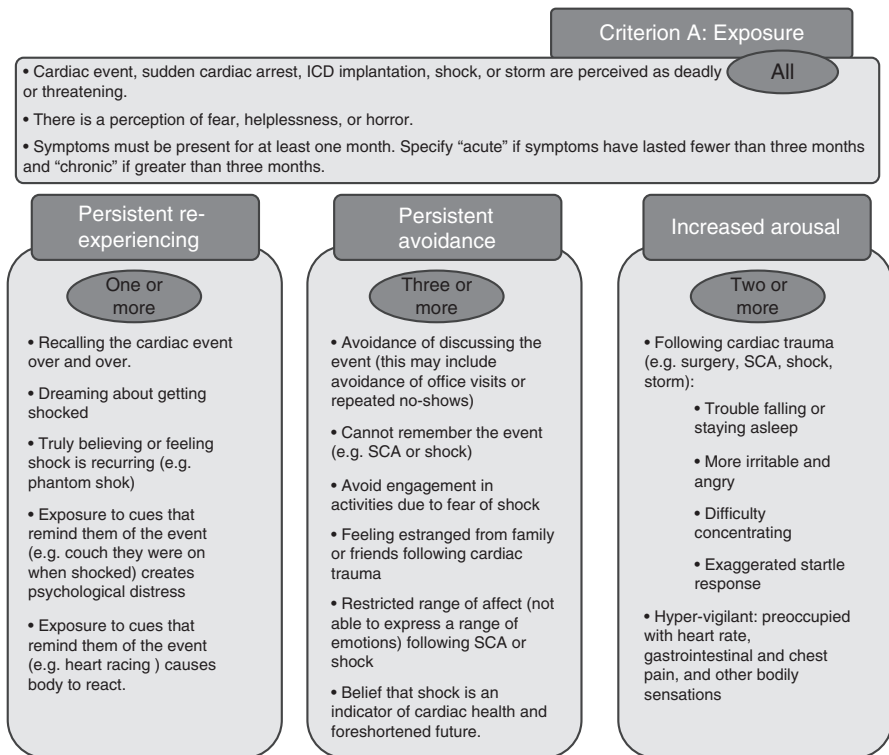 Criterion A: Exposure
All
• Cardiac event, sudden cardiac arrest, ICD implantation, shock, or storm are perceived as deadly
or threatening.
• There is a perception of fear, helplessness, or horror.
• Symptoms must be present for at least one month. Specify “acute” if symptoms have lasted fewer than three months
and “chronic” if greater than three months.
Persistent re-
experiencing
One or
more
• Recalling the cardiac event
over and over.
• Dreaming about getting
shocked
• Truly believing or feeling
shock is recurring (e.g.
phantom shok)
• Exposure to cues that
remind them of the event
(e.g. couch they were on
when shocked) creates
psychological distress
• Exposure to cues that
remind them of the event
(e.g. heart racing ) causes
body to react.
Persistent
avoidance
Three or
more
• Avoidance of discussing the
event (this may include
avoidance of office visits or
repeated no-shows)
• Cannot remember the event
(e.g. SCA or shock)
• Avoid engagement in
activities due to fear of shock
• Feeling estranged from family
or friends following cardiac
trauma
• Restricted range of affect (not
able to express a range of
emotions) following SCA or
shock
• Belief that shock is an
indicator of cardiac health and
foreshortened future.
Increased arousal
Two or
more
• Following cardiac trauma
(e.g. surgery, SCA, shock,
storm):
• Trouble falling or
staying asleep
• More irritable and
angry
• Difficulty
concentrating
• Exaggerated startle
response
• Hyper-vigilant: preoccupied
with heart rate,
gastrointestinal and chest
pain, and other bodily
sensations